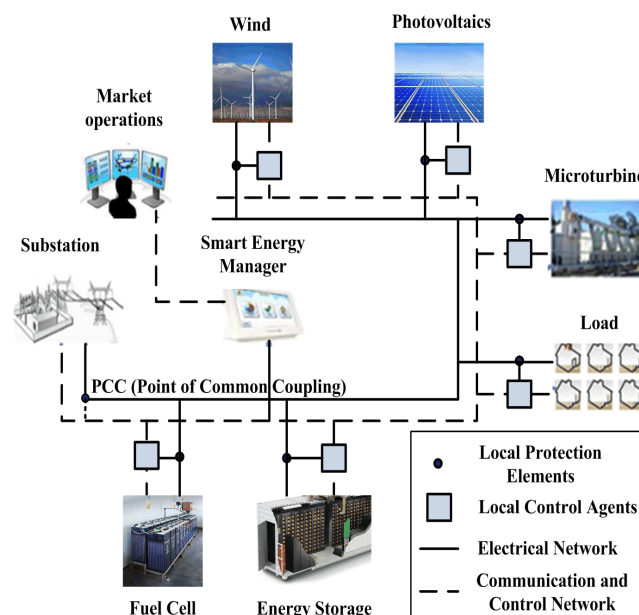 Wind
Photovoltaics
Market
operations
Microturbine
Substation
Smart Energy
Manager
Load
PCC (Point of Common Coupling)
Local Protection
Elements
Local Control Agents
Electrical Network
Communication and
Control Network
Fuel Cell
Energy Storage